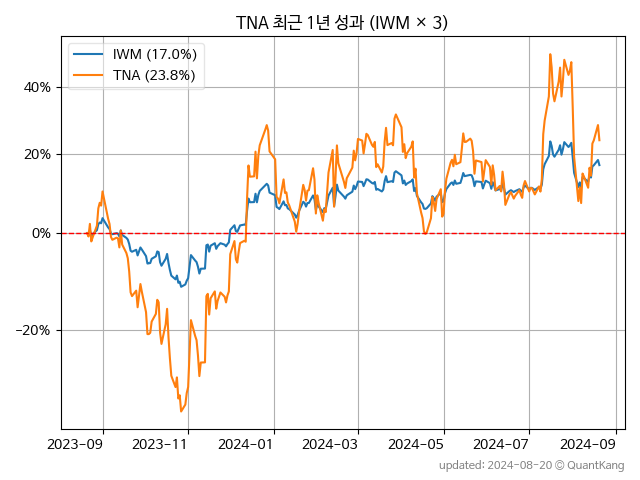 TNA 최근 1년 성과 (IWM × 3)
IWM (17.0%)
TNA (23.8%)
40%
20%
0%
−20%
2023−09
2023−11
2024−01
2024−03
2024−05
2024−07
2024−09
updated: 2024−08−20 © QuantKang